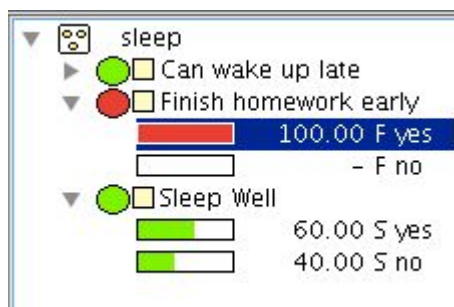 sleep
Can wake up late
Finish homework early
100.00 F yes
– F no
Sleep Well
60.00 S yes
40.00 S no